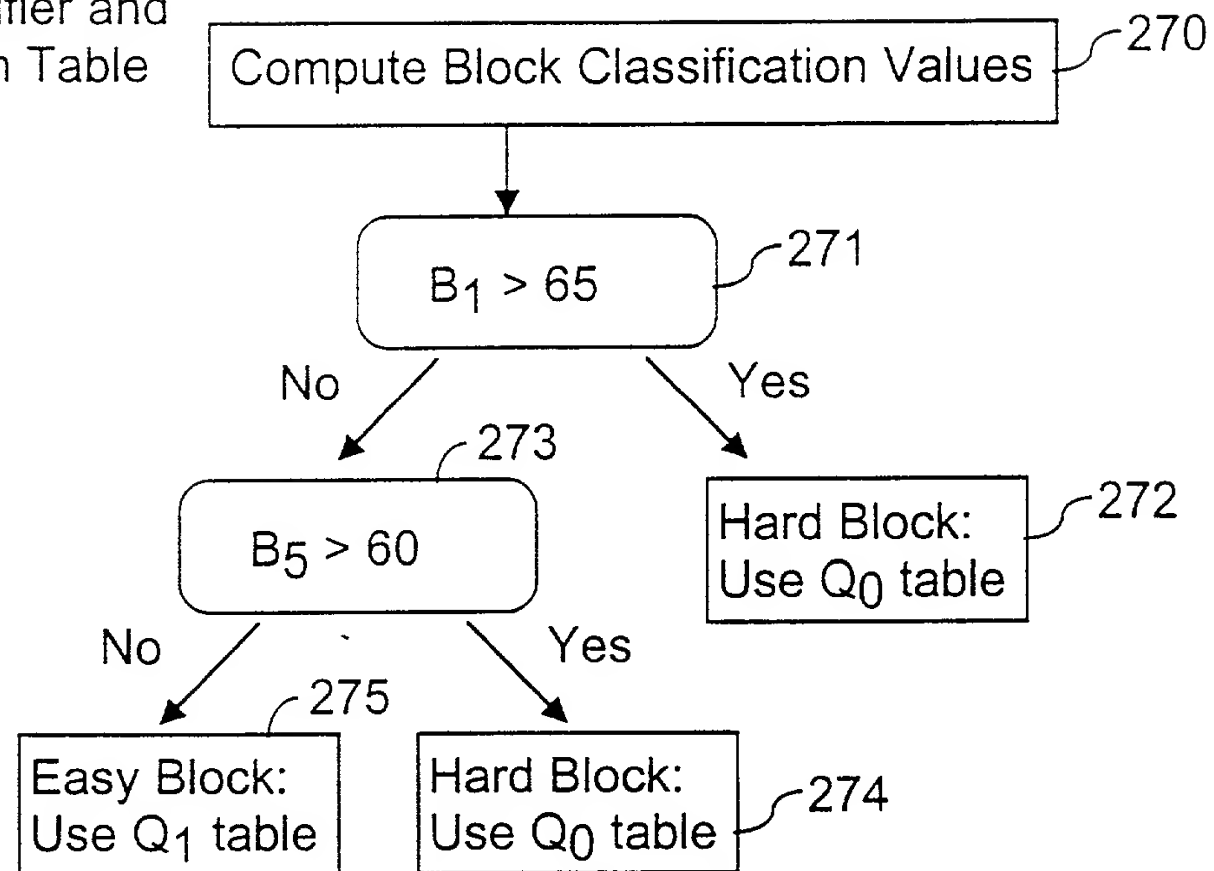 and
Table
270
Compute Block Classification Values
271
B₁ > 65
No
Yes
273
272
B₅ > 60
Hard Block:
Use Q₀ table
No
Yes
275
Easy Block:
Use Q₁ table
Hard Block:
Use Q₀ table
274